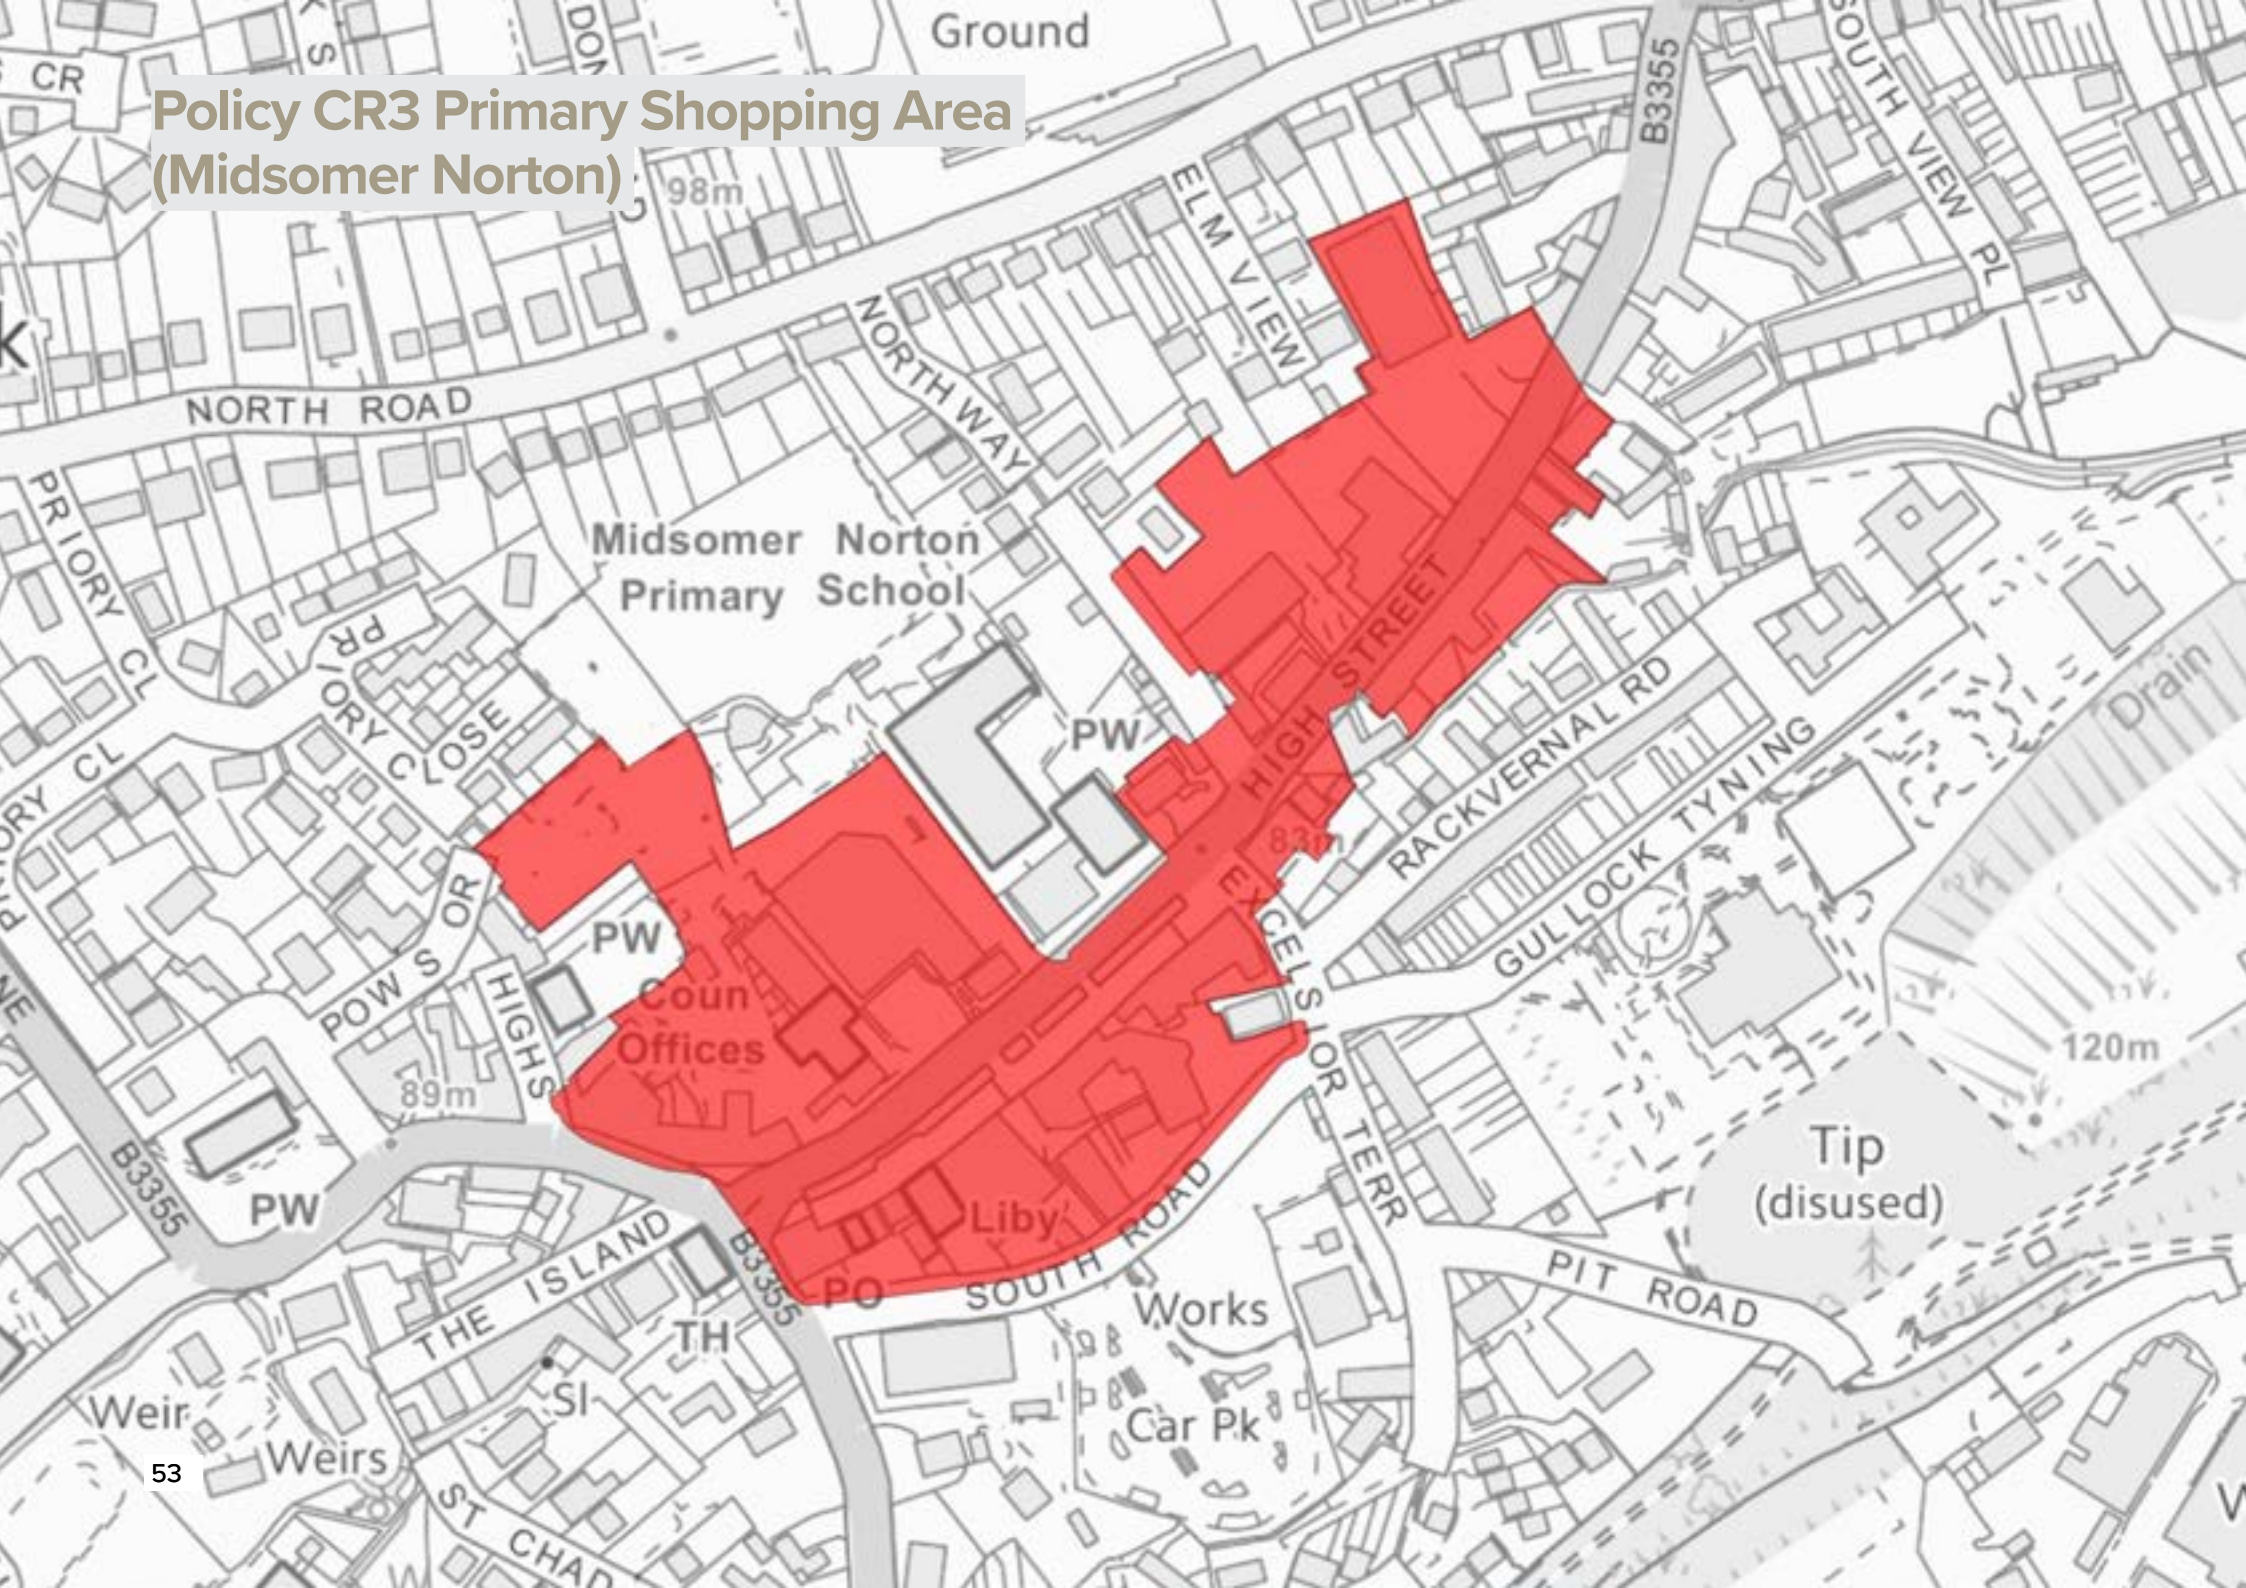 Ground
CR
Policy CR3 Primary Shopping Area
(Midsomer Norton)
98m
B3355
SOUTH VIEW PL
ELM VIEW
NORTH WAY
NORTH ROAD
PRIORY CL
Midsomer Norton
Primary School
PRIORY CLOSE
PW
HIGH STREET
RACKVERNAL RD
Drain
83m
GULLOCK TYNING
EXCELSIOR TERR
POW S OR
PW
HIGH S
Coun
Offices
89m
120m
B3355
PW
Tip
(disused)
THE ISLAND
Liby
SOUTH ROAD
B3355
PO
PIT ROAD
Works
TH
Sl
Car Pk
Weir
Weirs
53
ST CHAD